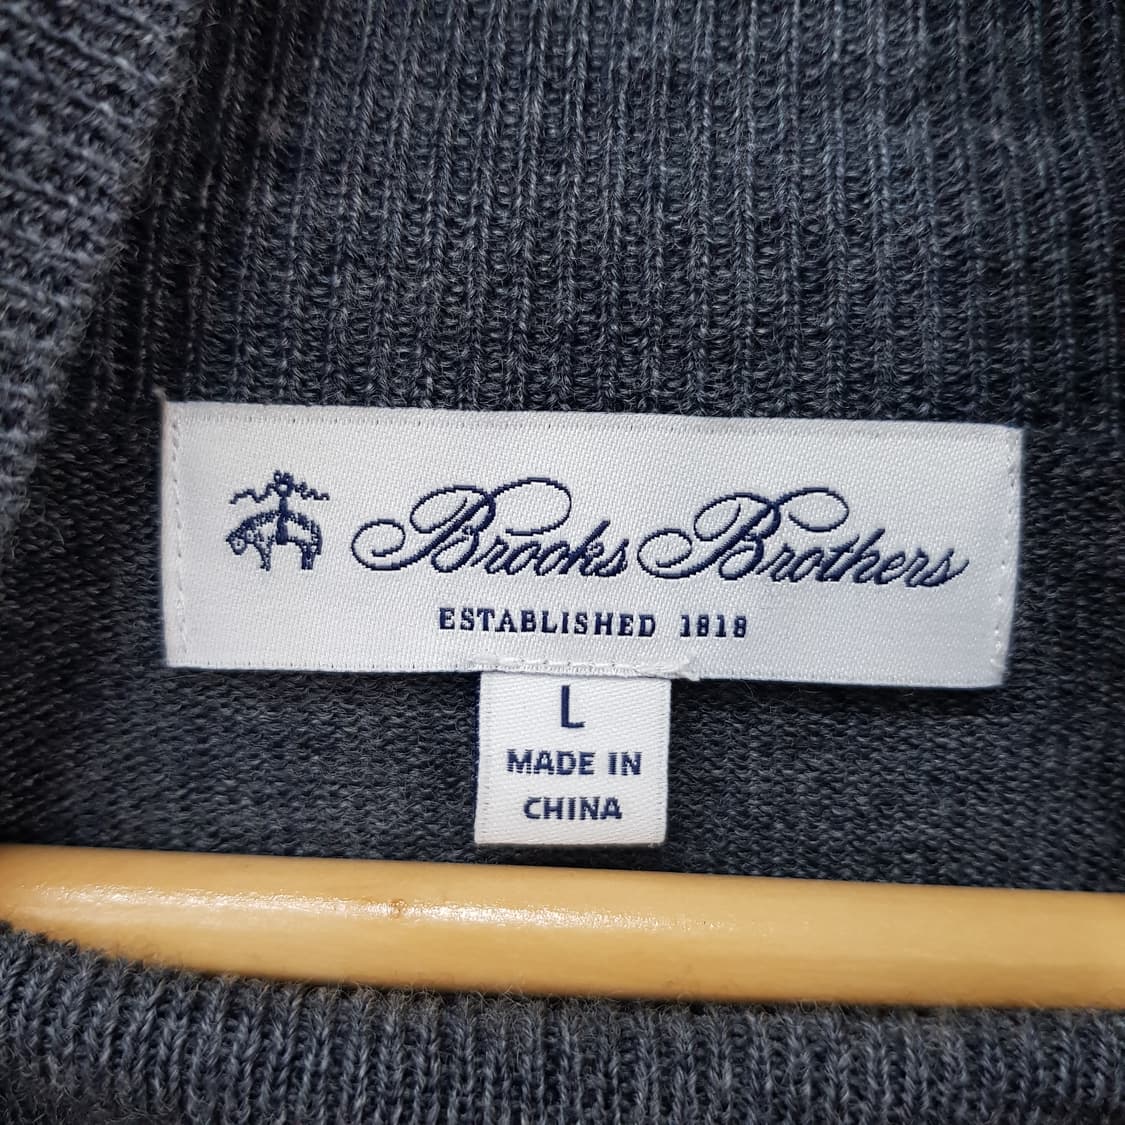 Brooks Brothers
ESTABLISHED 1818
L
MADE IN
CHINA